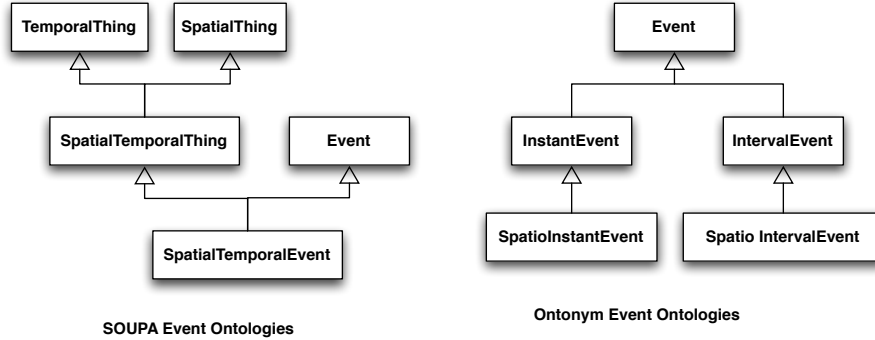 TemporalThing
SpatialThing
SpatialTemporalThing
Event
SpatialTemporalEvent
SOUPA Event Ontologies
Event
InstantEvent
IntervalEvent
SpatioInstantEvent
Spatio IntervalEvent
Ontonym Event Ontologies